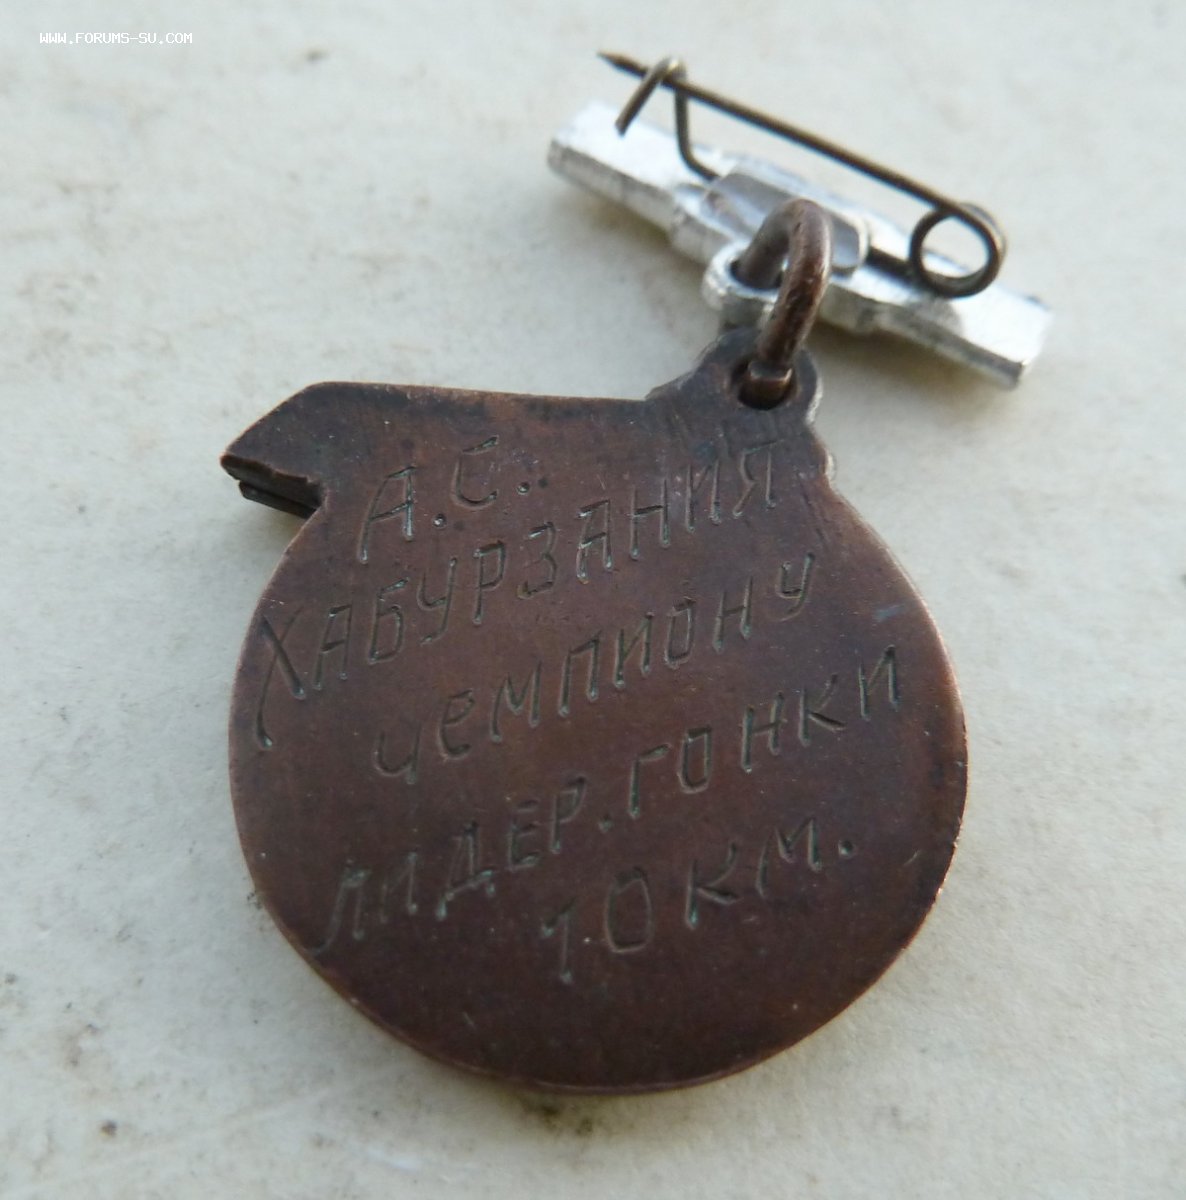 www.forums-su.com
А.С.
ХАБУРЗАНИЯ
чемпиону
лидер.гонки
10 км.